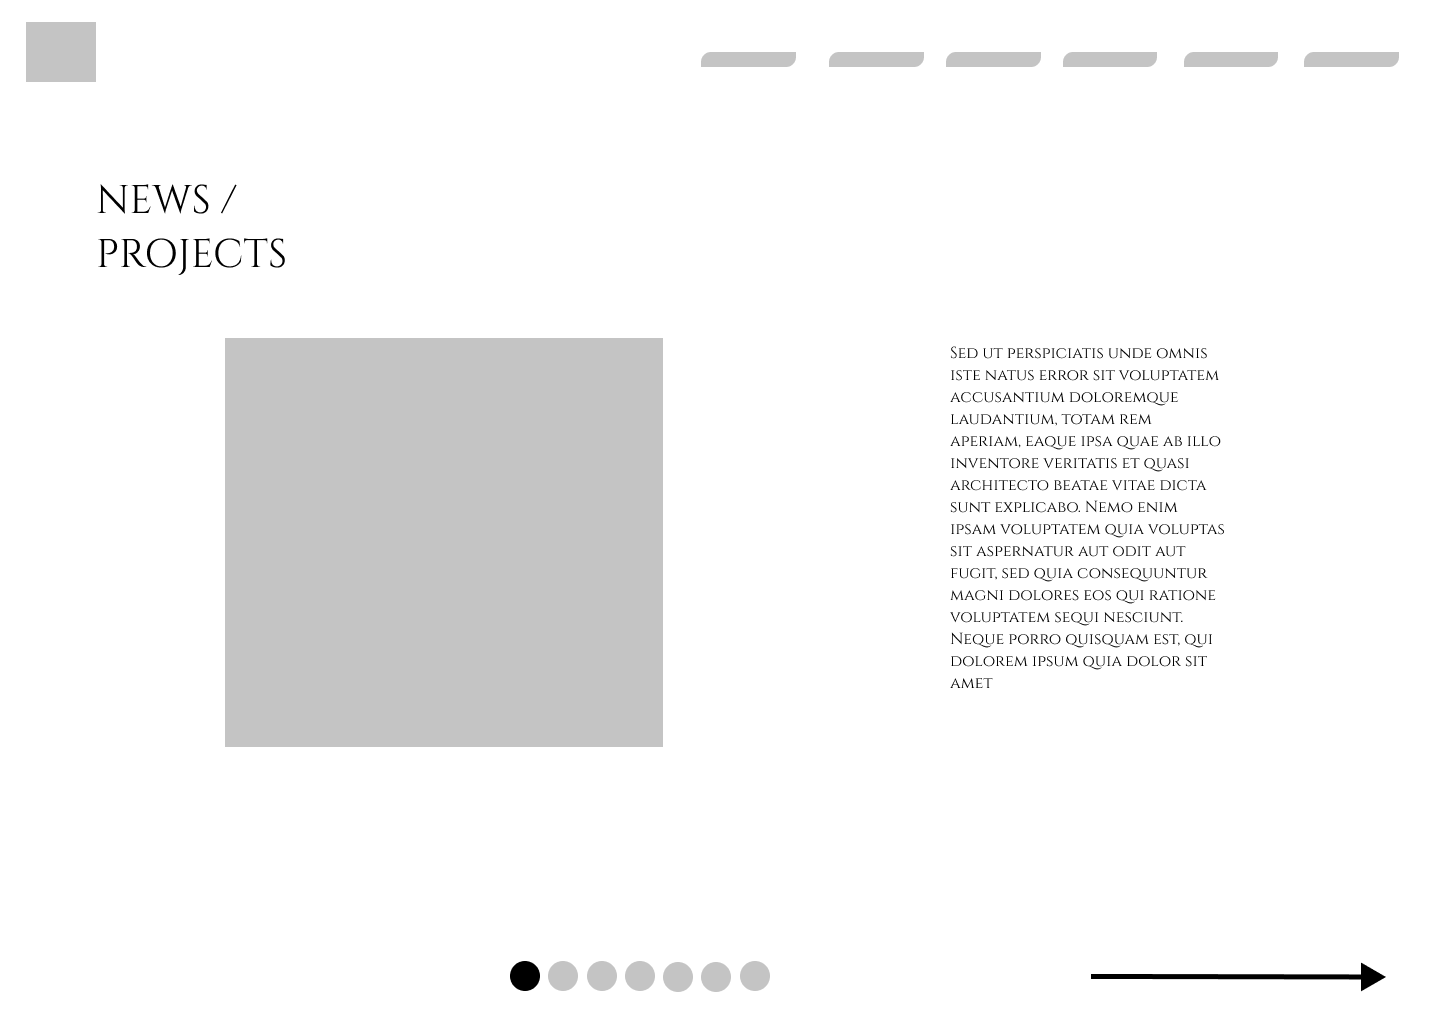 NEWS /
PROJECTS
Sed ut perspiciatis unde omnis
iste natus error sit voluptatem
accusantium doloremque
laudantium, totam rem
aperiam, eaque ipsa quae ab illo
inventore veritatis et quasi
architecto beatae vitae dicta
sunt explicabo. Nemo enim
ipsam voluptatem quia voluptas
sit aspernatur aut odit aut
fugit, sed quia consequuntur
magni dolores eos qui ratione
voluptatem sequi nesciunt.
Neque porro quisquam est, qui
dolorem ipsum quia dolor sit
amet